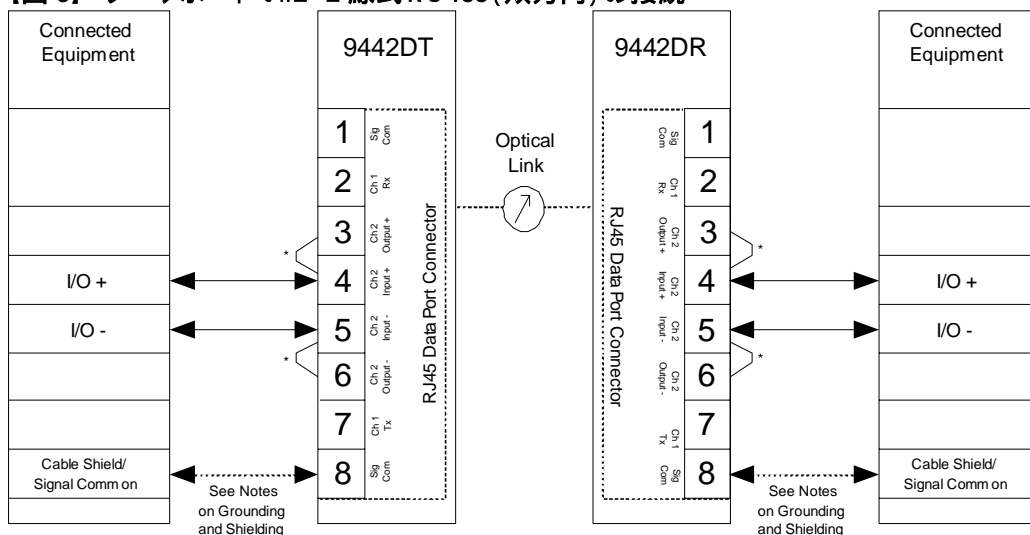 Connected
Equipment
9442DT
9442DR
Connected
Equipment
Optical
Link
1
Sig
Com
2
Ch 1
Rx
3
Ch 2
Output +
4
Ch 2
Input +
5
Ch 2
Input -
6
Ch 2
Output -
7
Ch 1
Tx
8
Sig
Com
RJ45 Data Port Connector
*
*
I/O +
I/O -
Cable Shield/
Signal Common
See Notes
on Grounding
and Shielding
RJ45 Data Port Connector
Sig
Com
1
Ch 1
Rx
2
Ch 2
Output +
3
Ch 2
Input +
4
Ch 2
Input -
5
Ch 2
Output -
6
Ch 1
Tx
7
Sig
Com
8
*
*
See Notes
on Grounding
and Shielding
I/O +
I/O -
Cable Shield/
Signal Common